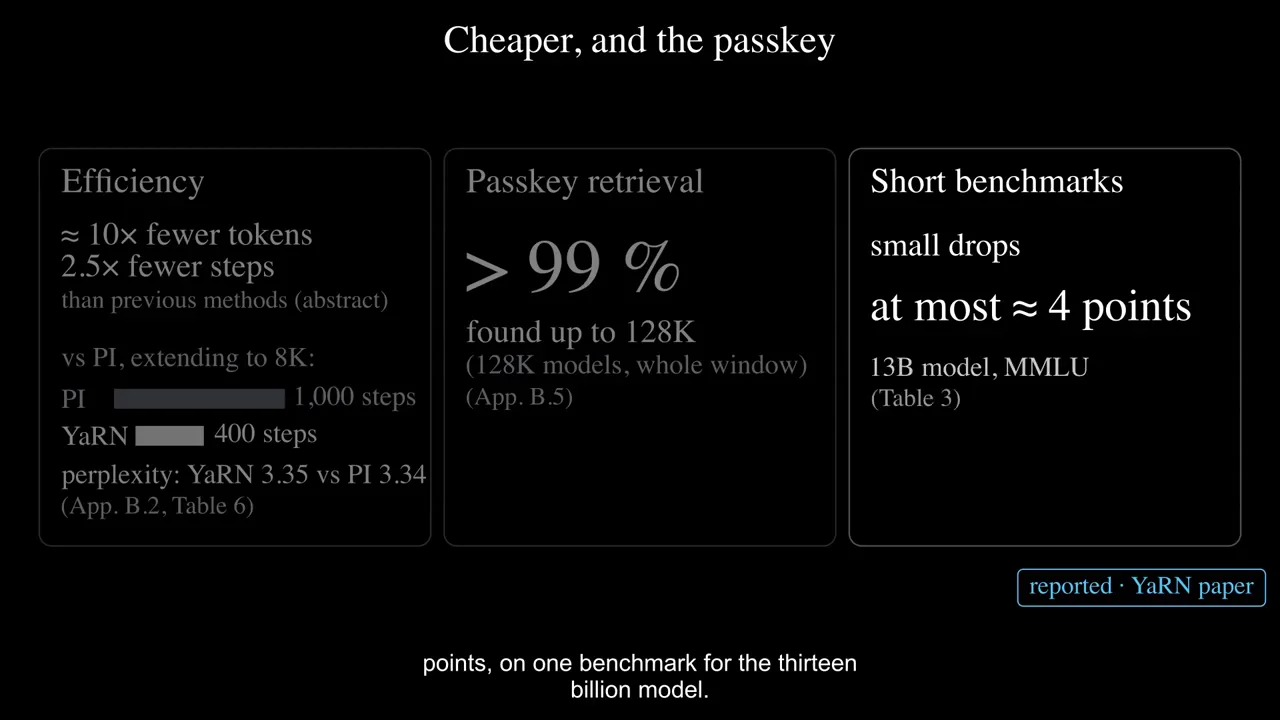 Cheaper, and the passkey
Efficiency
≈ 10× fewer tokens
2.5× fewer steps
than previous methods (abstract)
vs PI, extending to 8K:
PI 1,000 steps
YaRN 400 steps
perplexity: YaRN 3.35 vs PI 3.34
(App. B.2, Table 6)
Passkey retrieval
> 99 %
found up to 128K
(128K models, whole window)
(App. B.5)
Short benchmarks
small drops
at most ≈ 4 points
13B model, MMLU
(Table 3)
reported · YaRN paper
points, on one benchmark for the thirteen
billion model.